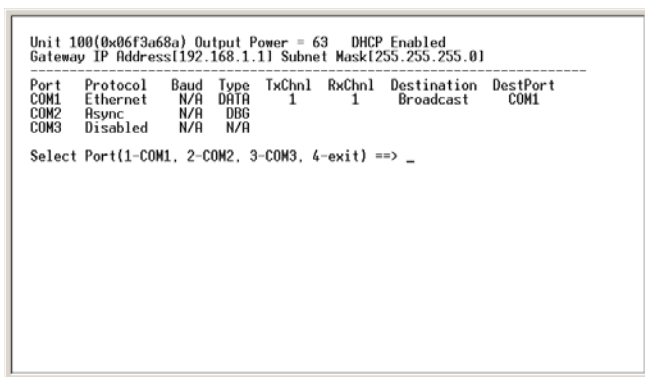 Unit 100(0x06f3a68a) Output Power = 63   DHCP Enabled
Gateway IP Address[192.168.1.1] Subnet Mask[255.255.255.0]
-----------------------------------------------------------------------------
Port   Protocol   Baud  Type  TxChnl  RxChnl  Destination  DestPort
COM1   Ethernet    N/A  DATA     1       1     Broadcast     COM1
COM2   Async       N/A   DBG
COM3   Disabled    N/A   N/A
Select Port(1-COM1, 2-COM2, 3-COM3, 4-exit) ==> _